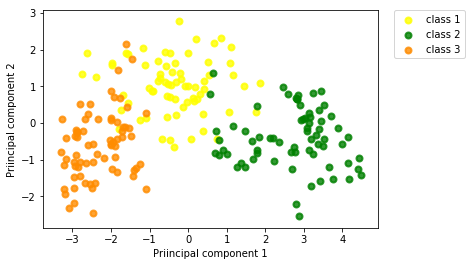 3
2
1
0
−1
−2
−3 −2 −1 0 1 2 3 4
Priincipal component 1
Priincipal component 2
class 1
class 2
class 3